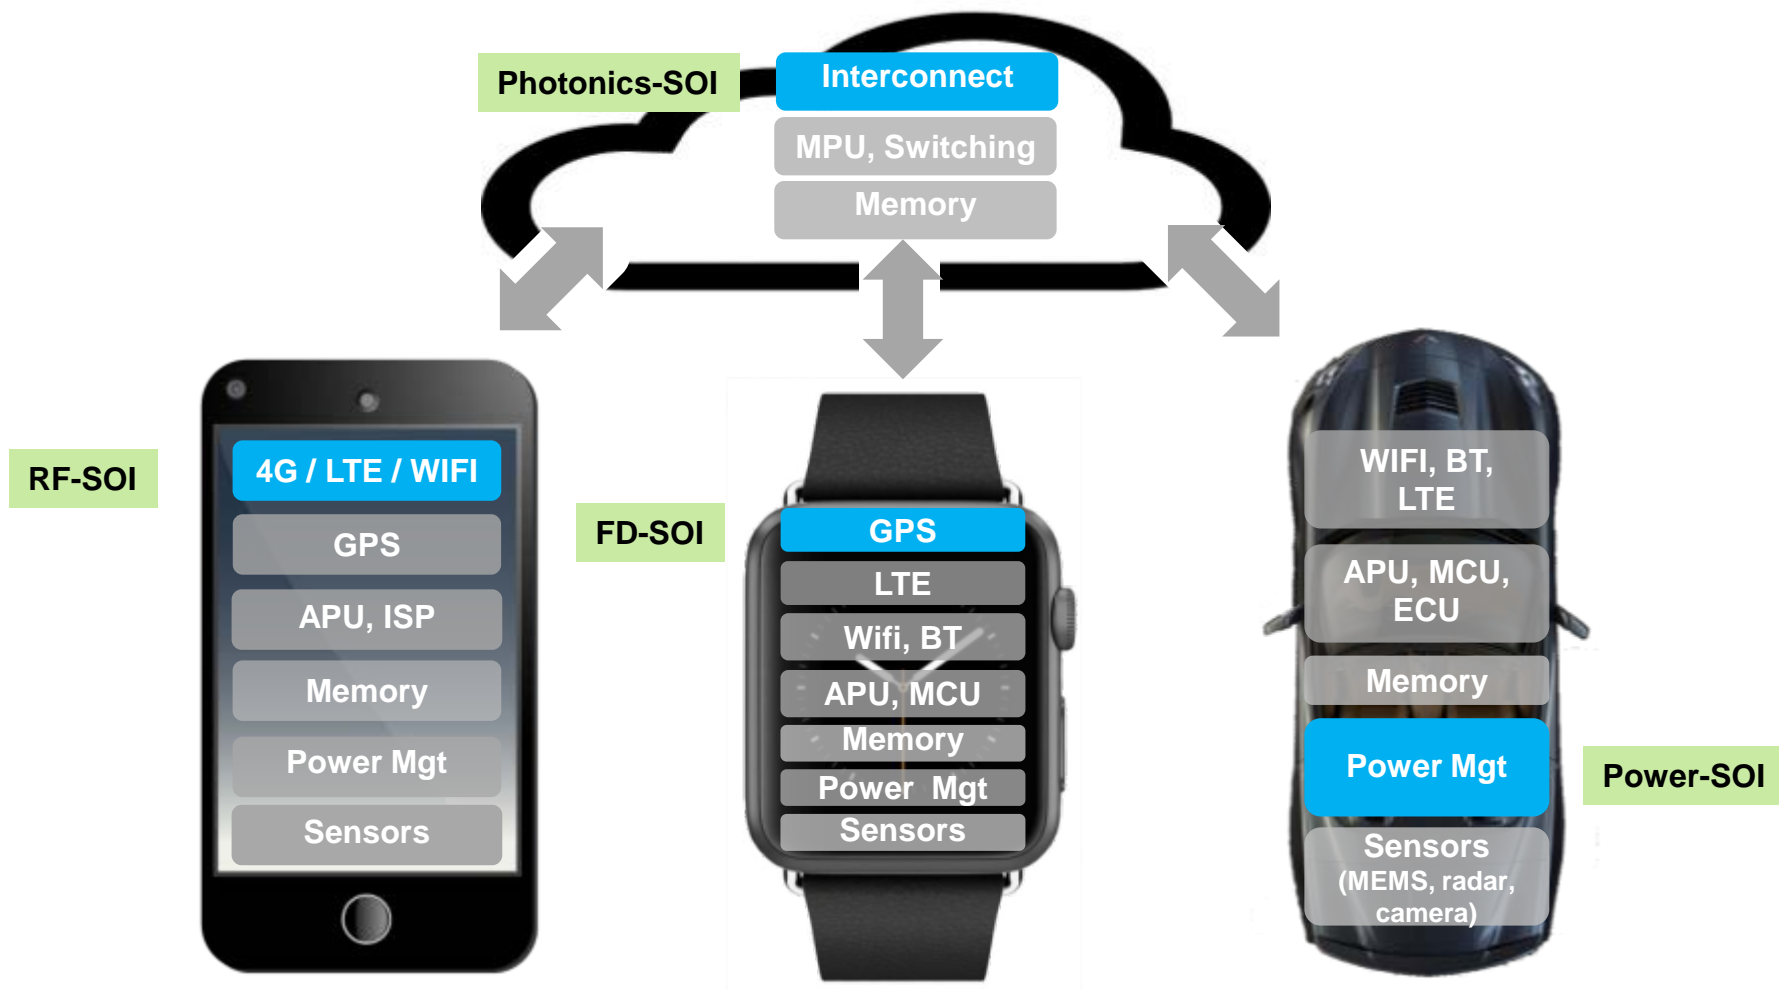 Photonics-SOI
Interconnect
MPU, Switching
Memory
RF-SOI
4G / LTE / WIFI
GPS
APU, ISP
Memory
Power Mgt
Sensors
FD-SOI
GPS
LTE
Wifi, BT
APU, MCU
Memory
Power Mgt
Sensors
WIFI, BT,
LTE
APU, MCU,
ECU
Memory
Power Mgt
Sensors
(MEMS, radar,
camera)
Power-SOI